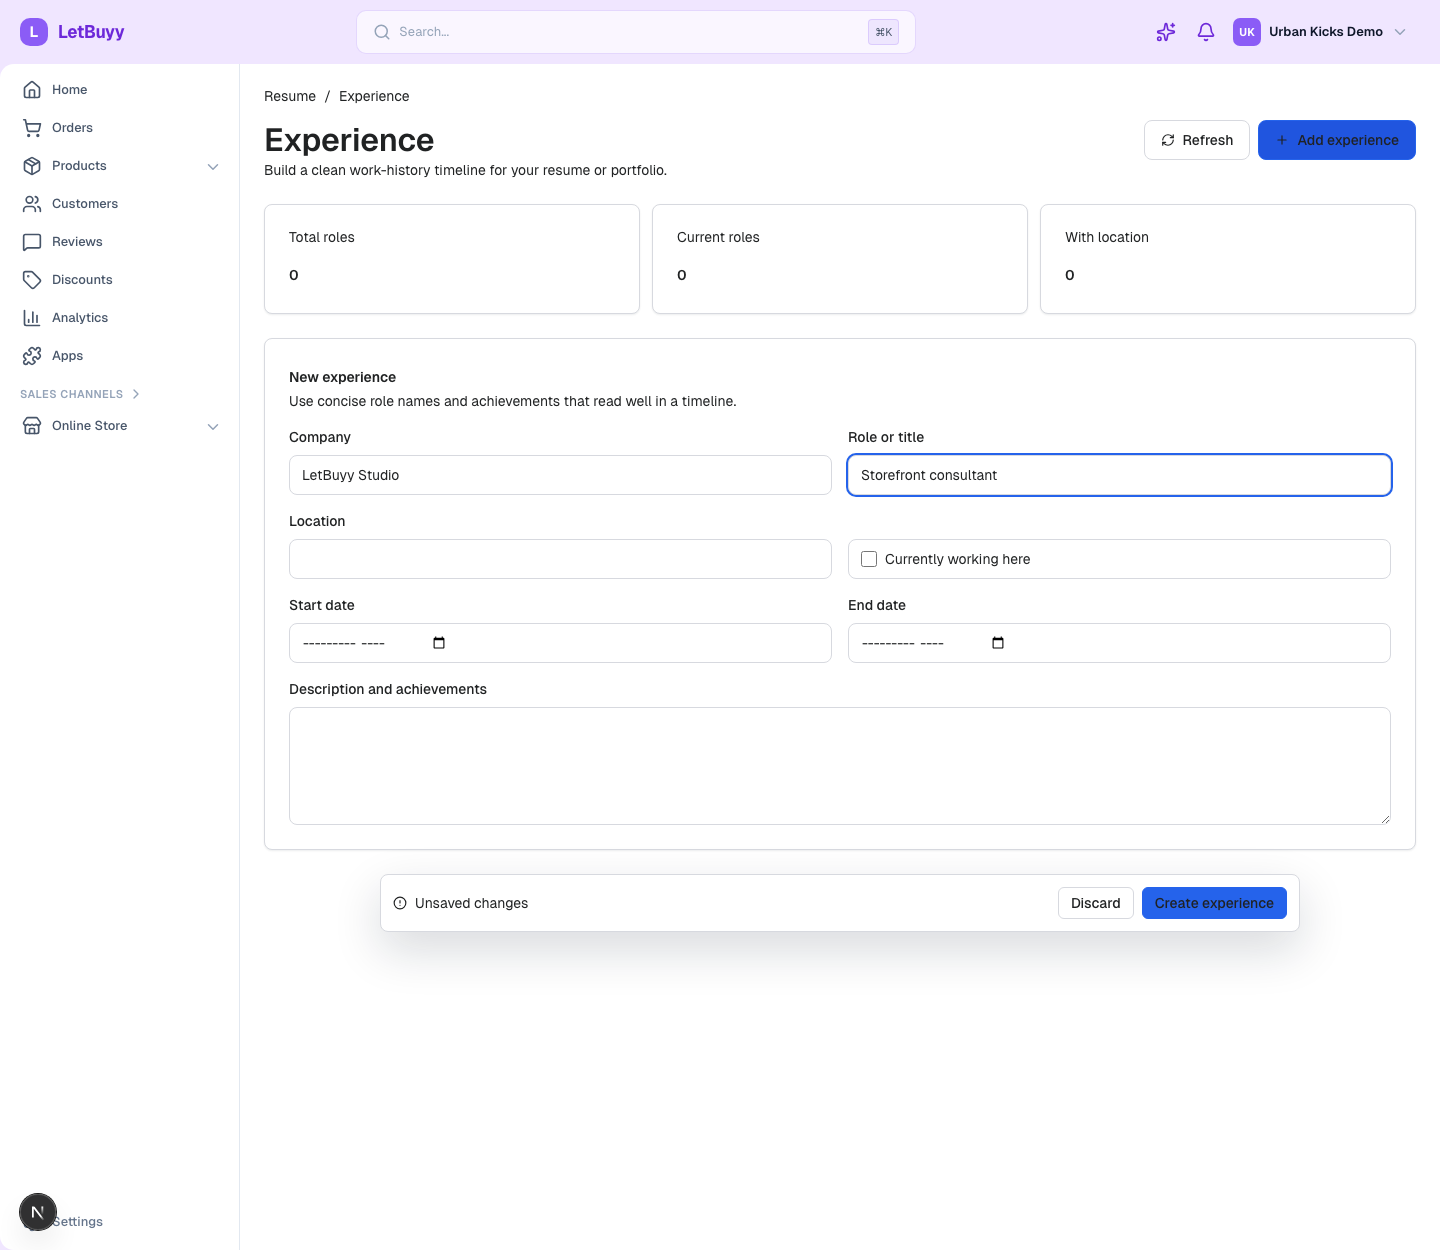 L LetBuyy
Search...
⌘K
UK Urban Kicks Demo
Home
Orders
Products
Customers
Reviews
Discounts
Analytics
Apps
SALES CHANNELS
Online Store
Settings
N
Resume / Experience
Experience
Build a clean work-history timeline for your resume or portfolio.
Refresh
+ Add experience
Total roles
0
Current roles
0
With location
0
New experience
Use concise role names and achievements that read well in a timeline.
Company
LetBuyy Studio
Role or title
Storefront consultant
Location
Currently working here
Start date
--------- ----
End date
--------- ----
Description and achievements
Unsaved changes
Discard
Create experience